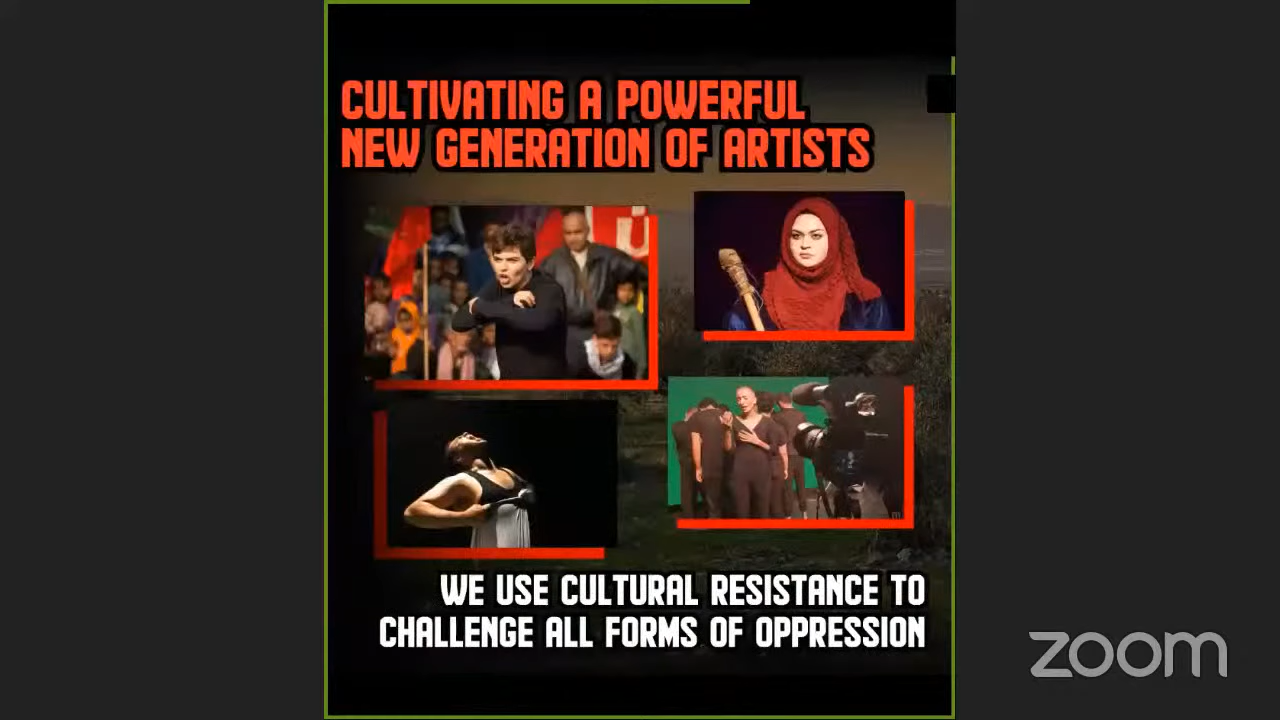 CULTIVATING A POWERFUL
NEW GENERATION OF ARTISTS
WE USE CULTURAL RESISTANCE TO
CHALLENGE ALL FORMS OF OPPRESSION
zoom